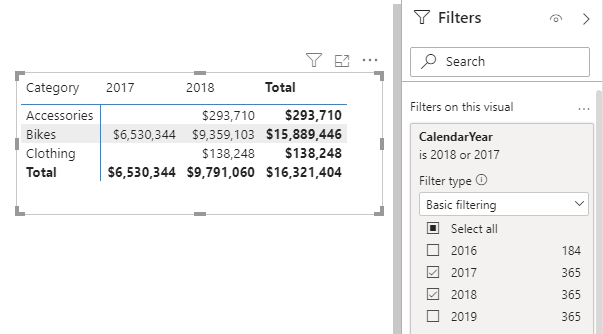 Category 2017 2018 Total
Accessories $293,710 $293,710
Bikes $6,530,344 $9,359,103 $15,889,446
Clothing $138,248 $138,248
Total $6,530,344 $9,791,060 $16,321,404
Filters
Search
Filters on this visual
CalendarYear
is 2018 or 2017
Filter type
Basic filtering
Select all
2016 184
2017 365
2018 365
2019 365